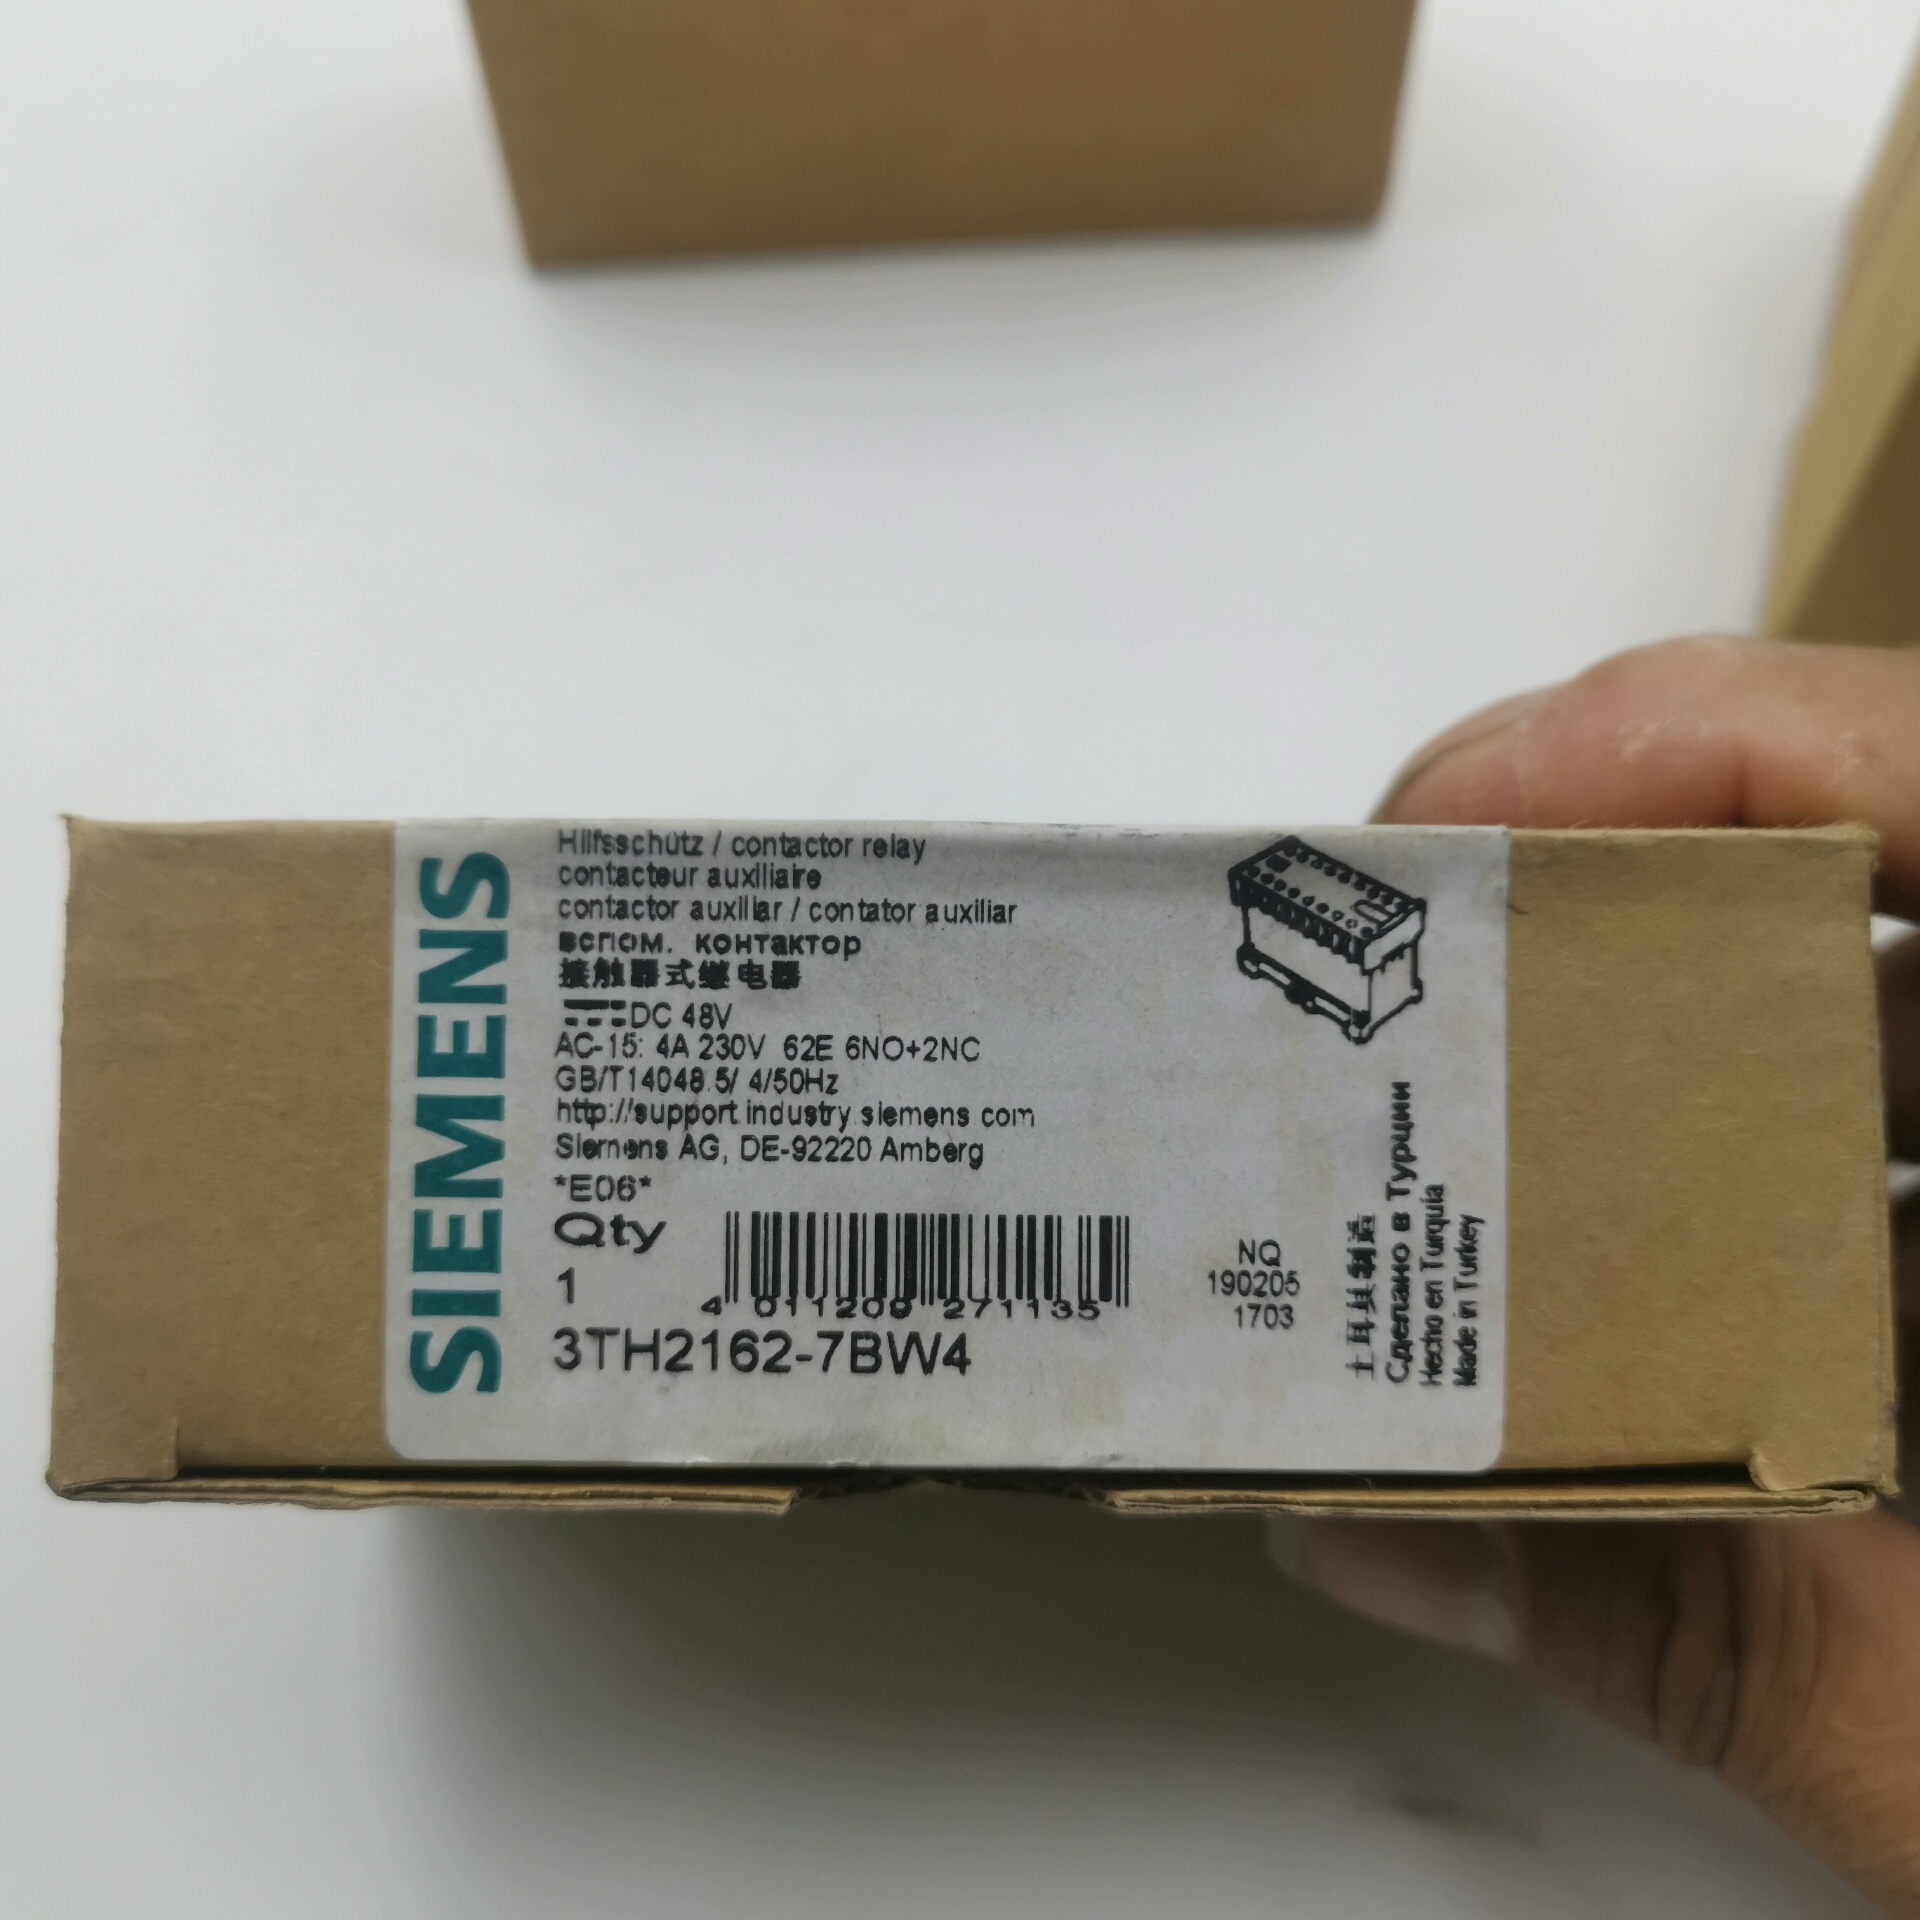 SIEMENS
Hilfsschütz / contactor relay
contacteur auxiliaire
contactor auxiliar / contator auxiliar
вспом. контактор
接触器式继电器
DC 48V
AC-15: 4A 230V 62E 6NO+2NC
GB/T14048.5/ 4/50Hz
http://support.industry.siemens.com
Siemens AG, DE-92220 Amberg
*E06*
Qty
1
4 011209 271135
3TH2162-7BW4
NQ
190205
1703
土耳其制造
Сделано в Турции
Hecho en Turquía
Made in Turkey